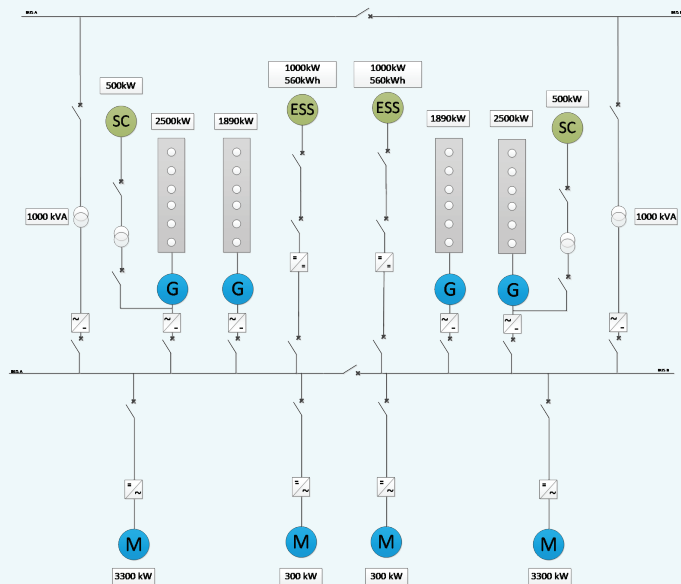 1000kW
560kWh
1000kW
560kWh
500kW
ESS
ESS
500kW
SC
2500kW
1890kW
1890kW
2500kW
SC
1000 kVA
1000 kVA
G
G
G
G
M
M
M
M
3300 kW
300 kW
300 kW
3300 kW